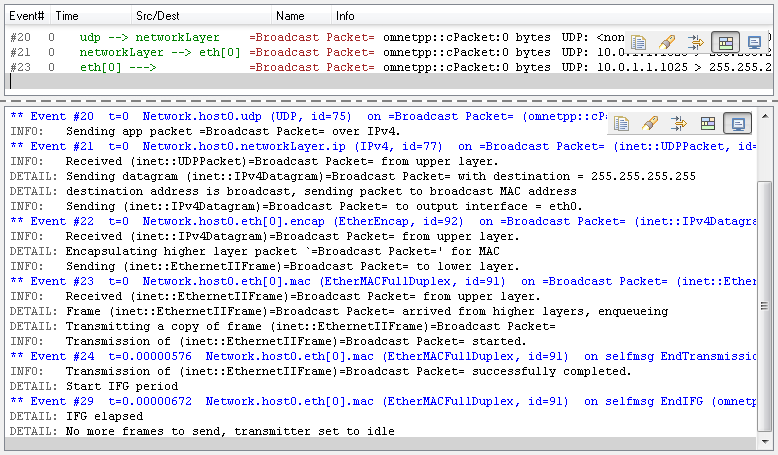 Event# Time Src/Dest Name Info
#20 0 udp --> networkLayer =Broadcast Packet= omnetpp::cPacket:0 bytes UDP: <non
#21 0 networkLayer --> eth[0] =Broadcast Packet= omnetpp::cPacket:0 bytes UDP: 10.0.1.1.1025
#23 0 eth[0] ---> =Broadcast Packet= omnetpp::cPacket:0 bytes UDP: 10.0.1.1.1025 > 255.255.2
** Event #20 t=0 Network.host0.udp (UDP, id=75) on =Broadcast Packet= (omnetpp::cPa
INFO: Sending app packet =Broadcast Packet= over IPv4.
** Event #21 t=0 Network.host0.networkLayer.ip (IPv4, id=77) on =Broadcast Packet= (inet::UDPPacket, id=
INFO: Received (inet::UDPPacket)=Broadcast Packet= from upper layer.
DETAIL: Sending datagram (inet::IPv4Datagram)=Broadcast Packet= with destination = 255.255.255.255
DETAIL: destination address is broadcast, sending packet to broadcast MAC address
INFO: Sending (inet::IPv4Datagram)=Broadcast Packet= to output interface = eth0.
** Event #22 t=0 Network.host0.eth[0].encap (EtherEncap, id=92) on =Broadcast Packet= (inet::IPv4Datagra
INFO: Received (inet::IPv4Datagram)=Broadcast Packet= from upper layer.
DETAIL: Encapsulating higher layer packet `=Broadcast Packet=' for MAC
INFO: Sending (inet::EthernetIIFrame)=Broadcast Packet= to lower layer.
** Event #23 t=0 Network.host0.eth[0].mac (EtherMACFullDuplex, id=91) on =Broadcast Packet= (inet::Ether
INFO: Received (inet::EthernetIIFrame)=Broadcast Packet= from upper layer.
DETAIL: Frame (inet::EthernetIIFrame)=Broadcast Packet= arrived from higher layers, enqueueing
DETAIL: Transmitting a copy of frame (inet::EthernetIIFrame)=Broadcast Packet=
INFO: Transmission of (inet::EthernetIIFrame)=Broadcast Packet= started.
** Event #24 t=0.00000576 Network.host0.eth[0].mac (EtherMACFullDuplex, id=91) on selfmsg EndTransmissio
INFO: Transmission of (inet::EthernetIIFrame)=Broadcast Packet= successfully completed.
DETAIL: Start IFG period
** Event #29 t=0.00000672 Network.host0.eth[0].mac (EtherMACFullDuplex, id=91) on selfmsg EndIFG (omnetp
DETAIL: IFG elapsed
DETAIL: No more frames to send, transmitter set to idle